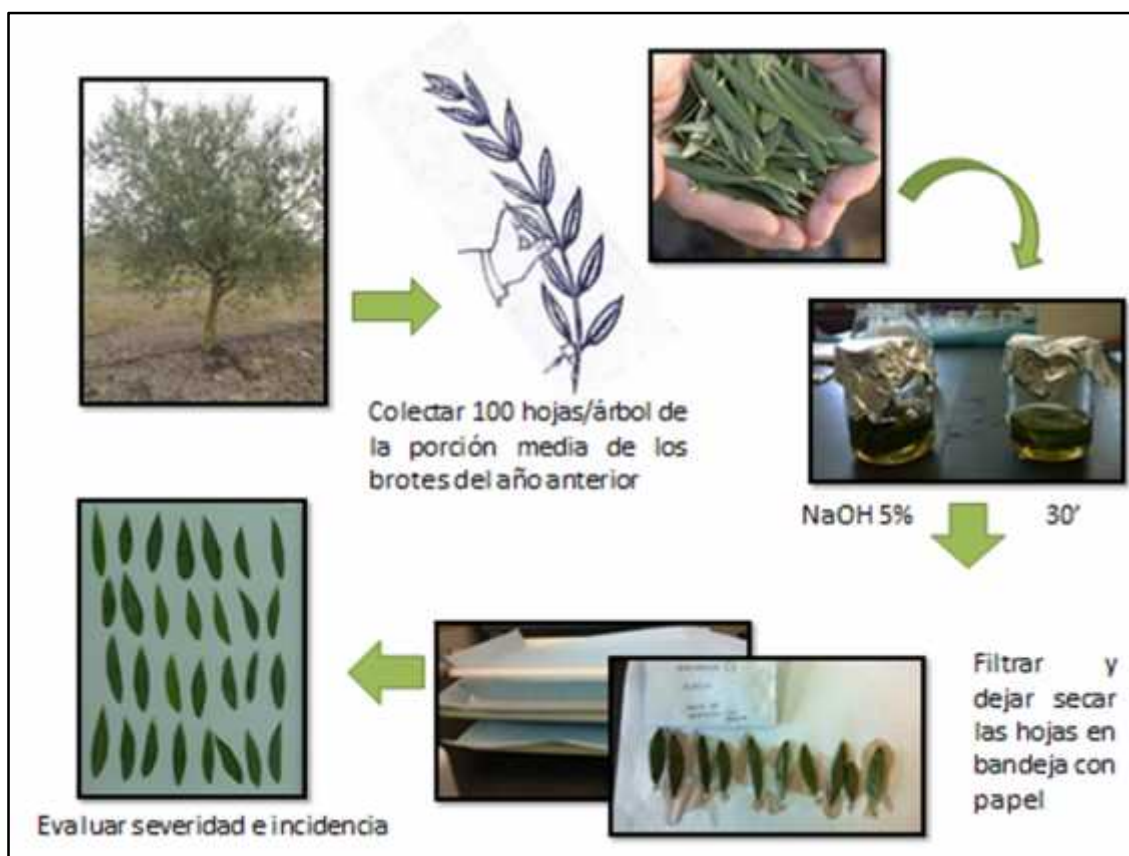 Colectar 100 hojas/árbol de
la porción media de los
brotes del año anterior
NaOH 5% 30’
Filtrar y
dejar secar
las hojas en
bandeja con
papel
Evaluar severidad e incidencia